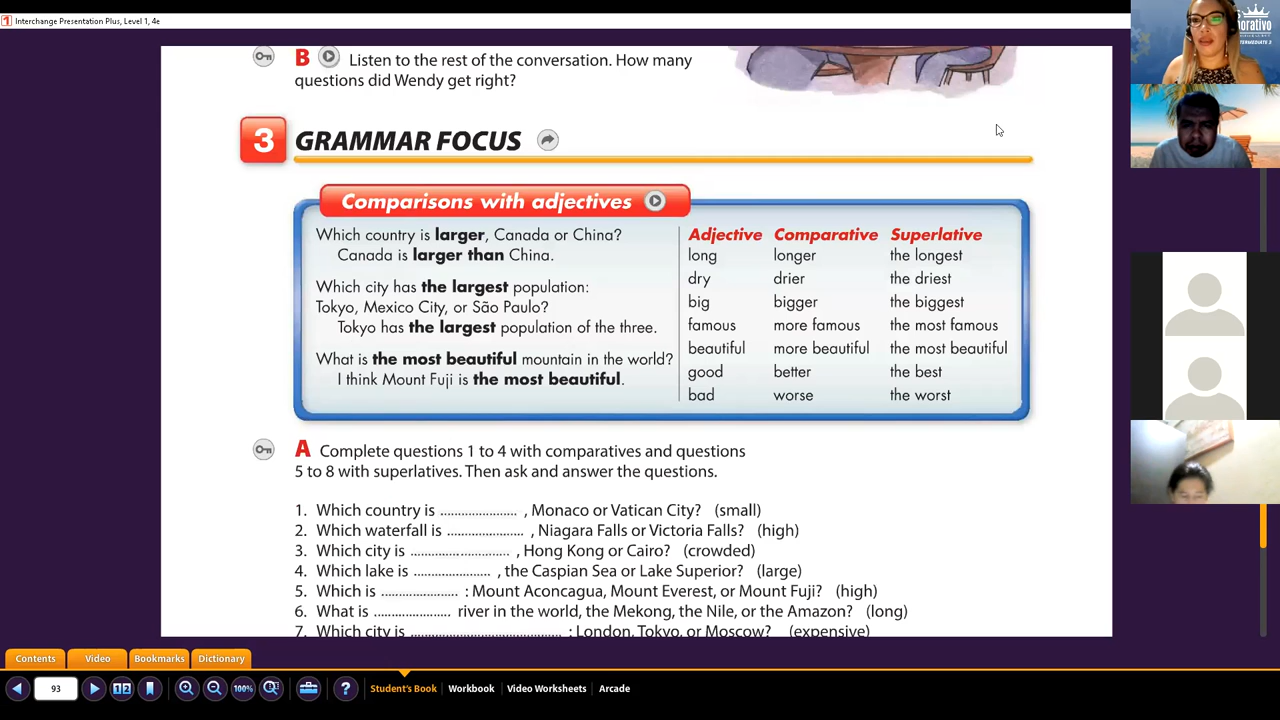 Interchange Presentation Plus, Level 1, 4e
B Listen to the rest of the conversation. How many
questions did Wendy get right?
3 GRAMMAR FOCUS
Comparisons with adjectives
Which country is larger, Canada or China?
Canada is larger than China.
Which city has the largest population:
Tokyo, Mexico City, or São Paulo?
Tokyo has the largest population of the three.
What is the most beautiful mountain in the world?
I think Mount Fuji is the most beautiful.
Adjective Comparative Superlative
long longer the longest
dry drier the driest
big bigger the biggest
famous more famous the most famous
beautiful more beautiful the most beautiful
good better the best
bad worse the worst
A Complete questions 1 to 4 with comparatives and questions
5 to 8 with superlatives. Then ask and answer the questions.
1. Which country is ..................... , Monaco or Vatican City? (small)
2. Which waterfall is ..................... , Niagara Falls or Victoria Falls? (high)
3. Which city is ........................... , Hong Kong or Cairo? (crowded)
4. Which lake is ..................... , the Caspian Sea or Lake Superior? (large)
5. Which is ..................... : Mount Aconcagua, Mount Everest, or Mount Fuji? (high)
6. What is ..................... river in the world, the Mekong, the Nile, or the Amazon? (long)
7. Which city is ......................................... : London, Tokyo, or Moscow? (expensive)
Contents Video Bookmarks Dictionary
93 12 100% ? Student's Book Workbook Video Worksheets Arcade